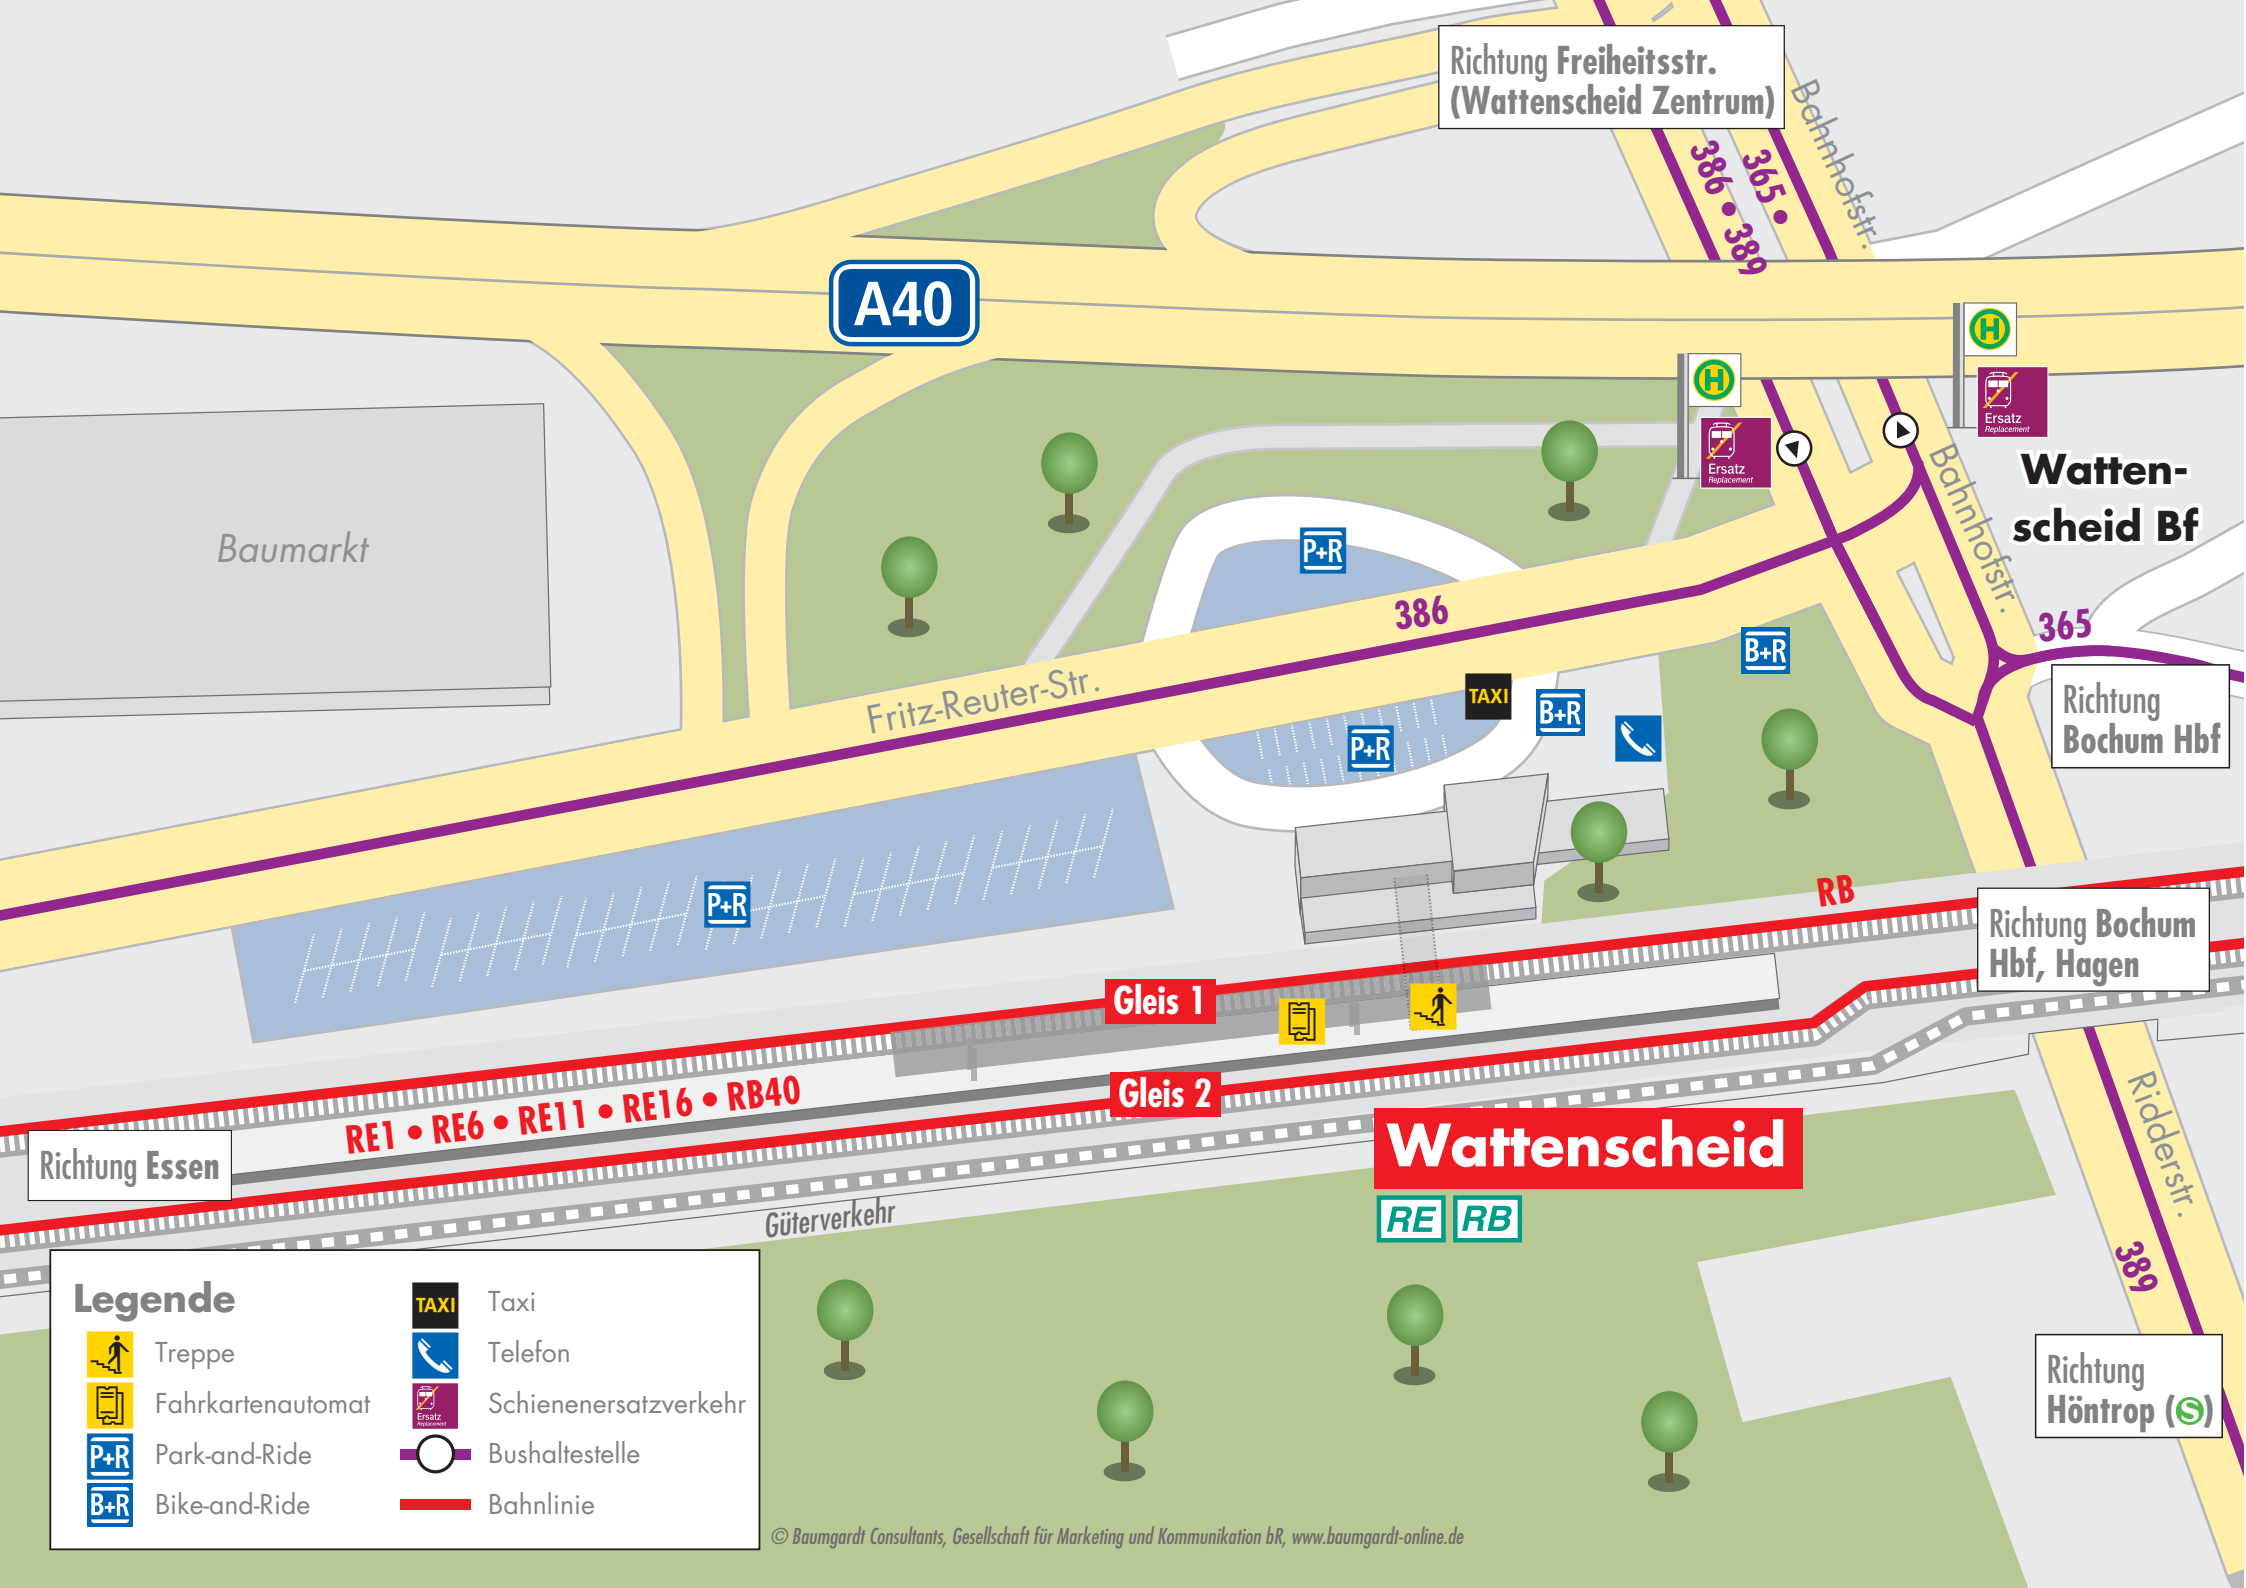 Richtung Freiheitsstr.
(Wattenscheid Zentrum)
Bahnhofstr.
386 • 389
365 •
A40
H
Ersatz
Replacement
H
Ersatz
Replacement
Watten-
scheid Bf
Bahnhofstr.
Baumarkt
P+R
386
365
B+R
Richtung
Bochum Hbf
Fritz-Reuter-Str.
TAXI
B+R
P+R
P+R
RB
Richtung Bochum
Hbf, Hagen
Gleis 1
Gleis 2
RE1 • RE6 • RE11 • RE16 • RB40
Richtung Essen
Wattenscheid
RE RB
Güterverkehr
Ridderstr.
389
Richtung
Höntrop (S)
Legende
Treppe
Fahrkartenautomat
P+R Park-and-Ride
B+R Bike-and-Ride
TAXI Taxi
Telefon
Ersatz
Replacement
Schienenersatzverkehr
Bushaltestelle
Bahnlinie
© Baumgardt Consultants, Gesellschaft für Marketing und Kommunikation bR, www.baumgardt-online.de